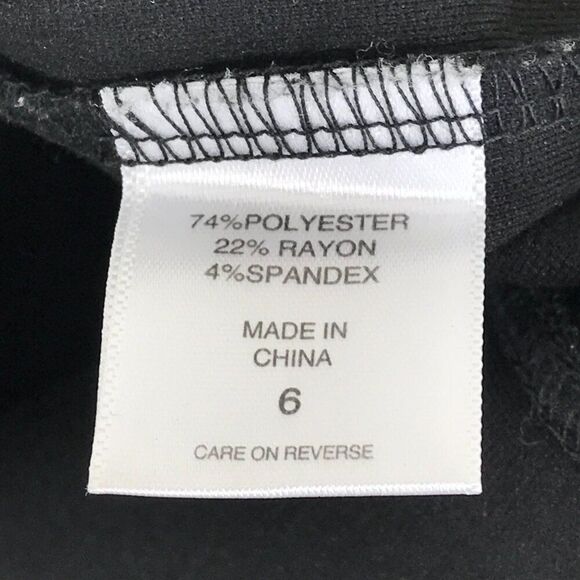 74%POLYESTER
22% RAYON
4%SPANDEX
MADE IN
CHINA
6
CARE ON REVERSE